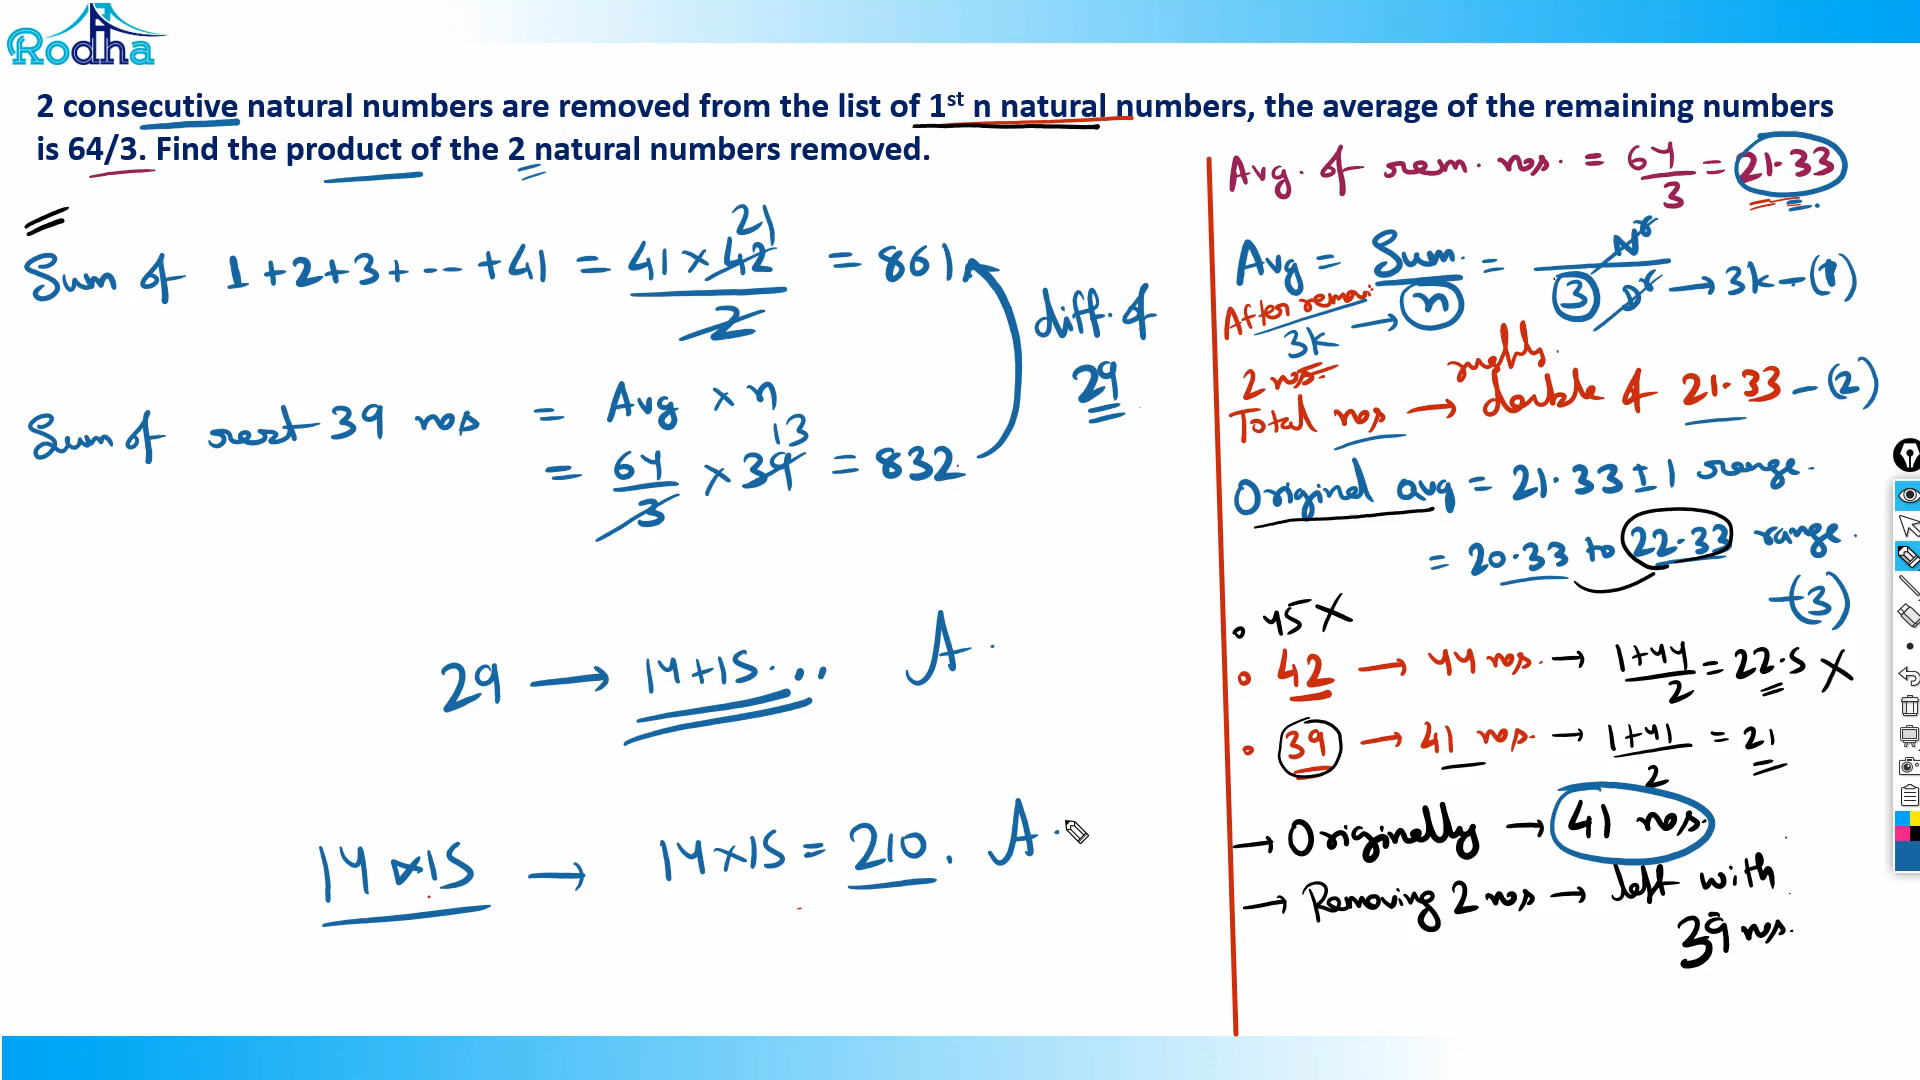 Rodha
2 consecutive natural numbers are removed from the list of 1st n natural numbers, the average of the remaining numbers
is 64/3. Find the product of the 2 natural numbers removed.
Sum of 1+2+3+--+41 = 41 × 42 / 2 = 861
21
diff. of
29
Sum of rest 39 nos = Avg × n
= 64/3 × 39 = 832
13
29 → 14+15... A.
14 × 15 → 14×15 = 210. A.
Avg. of rem. nos. = 64/3 = 21.33
Avg = Sum/n = Nr/Dr → 3k -(1)
3
After remov.
3k →
2 nos.
roughly
Total nos → double of 21.33 -(2)
Original avg = 21.33 ± 1 range.
= 20.33 to 22.33 range.
-(3)
• 45 X
• 42 → 44 nos. → 1+44/2 = 22.5 X
• 39 → 41 nos. → 1+41/2 = 21
→ Originally → 41 nos.
→ Removing 2 nos → left with
39 nos.